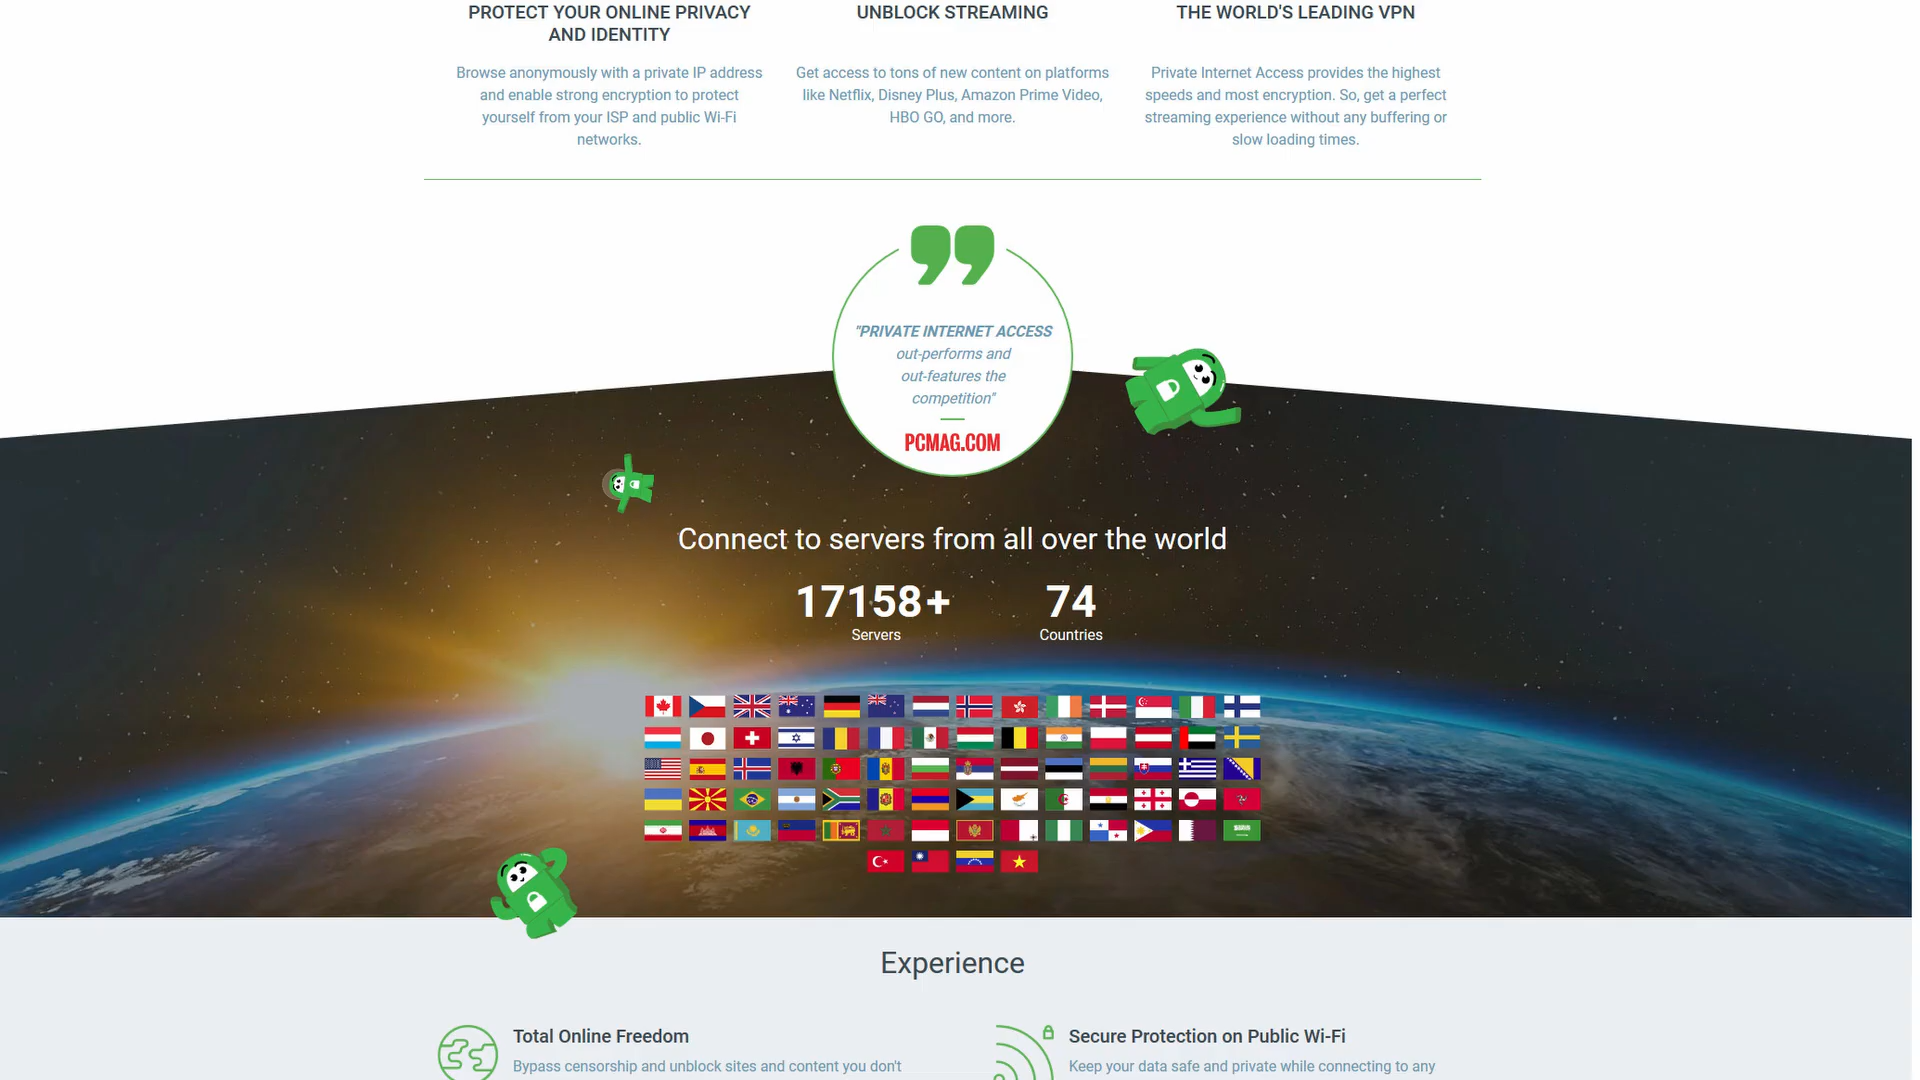 PROTECT YOUR ONLINE PRIVACY
AND IDENTITY
Browse anonymously with a private IP address
and enable strong encryption to protect
yourself from your ISP and public Wi-Fi
networks.
UNBLOCK STREAMING
Get access to tons of new content on platforms
like Netflix, Disney Plus, Amazon Prime Video,
HBO GO, and more.
THE WORLD'S LEADING VPN
Private Internet Access provides the highest
speeds and most encryption. So, get a perfect
streaming experience without any buffering or
slow loading times.
"PRIVATE INTERNET ACCESS
out-performs and
out-features the
competition"
PCMAG.COM
Connect to servers from all over the world
17158+
Servers
74
Countries
Experience
Total Online Freedom
Bypass censorship and unblock sites and content you don't
Secure Protection on Public Wi-Fi
Keep your data safe and private while connecting to any